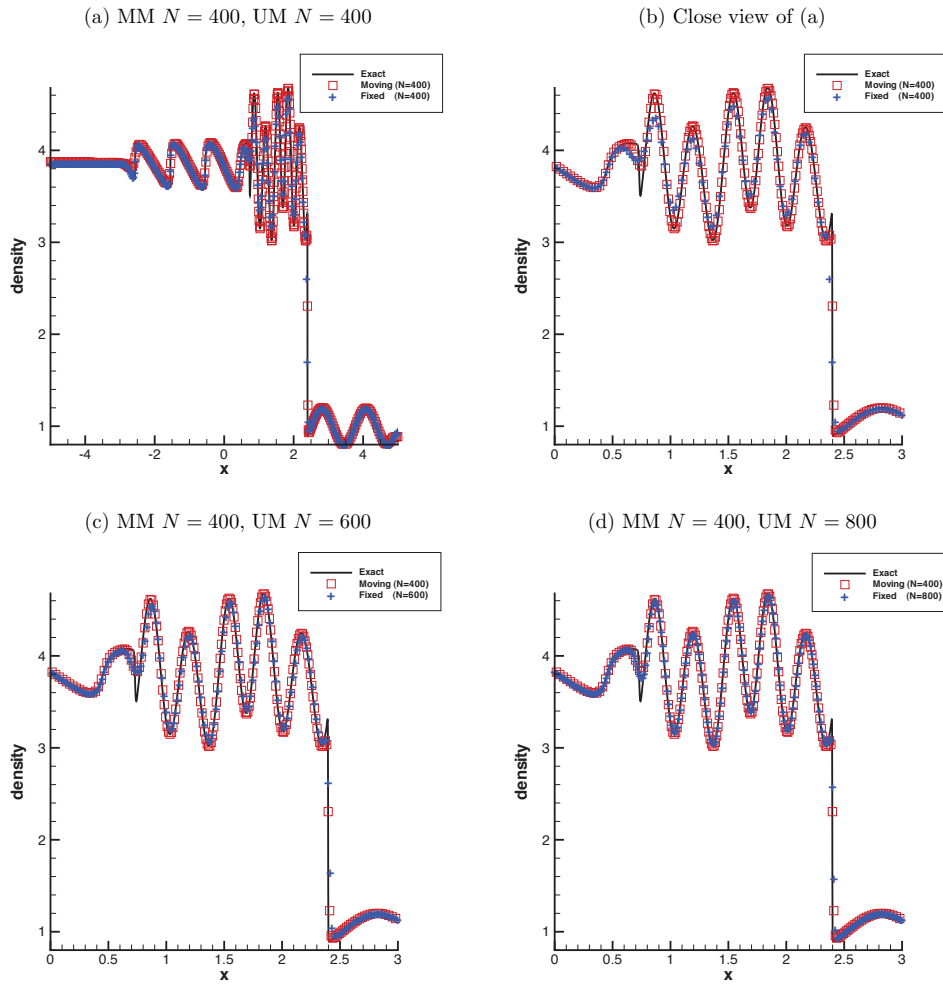 (a) MM N = 400, UM N = 400
Exact
Moving (N=400)
Fixed (N=400)
density
4
3
2
1
-4
-2
0
2
4
x
(b) Close view of (a)
Exact
Moving (N=400)
Fixed (N=400)
density
4
3
2
1
0
0.5
1
1.5
2
2.5
3
x
(c) MM N = 400, UM N = 600
Exact
Moving (N=400)
Fixed (N=600)
density
4
3
2
1
0
0.5
1
1.5
2
2.5
3
x
(d) MM N = 400, UM N = 800
Exact
Moving (N=400)
Fixed (N=800)
density
4
3
2
1
0
0.5
1
1.5
2
2.5
3
x